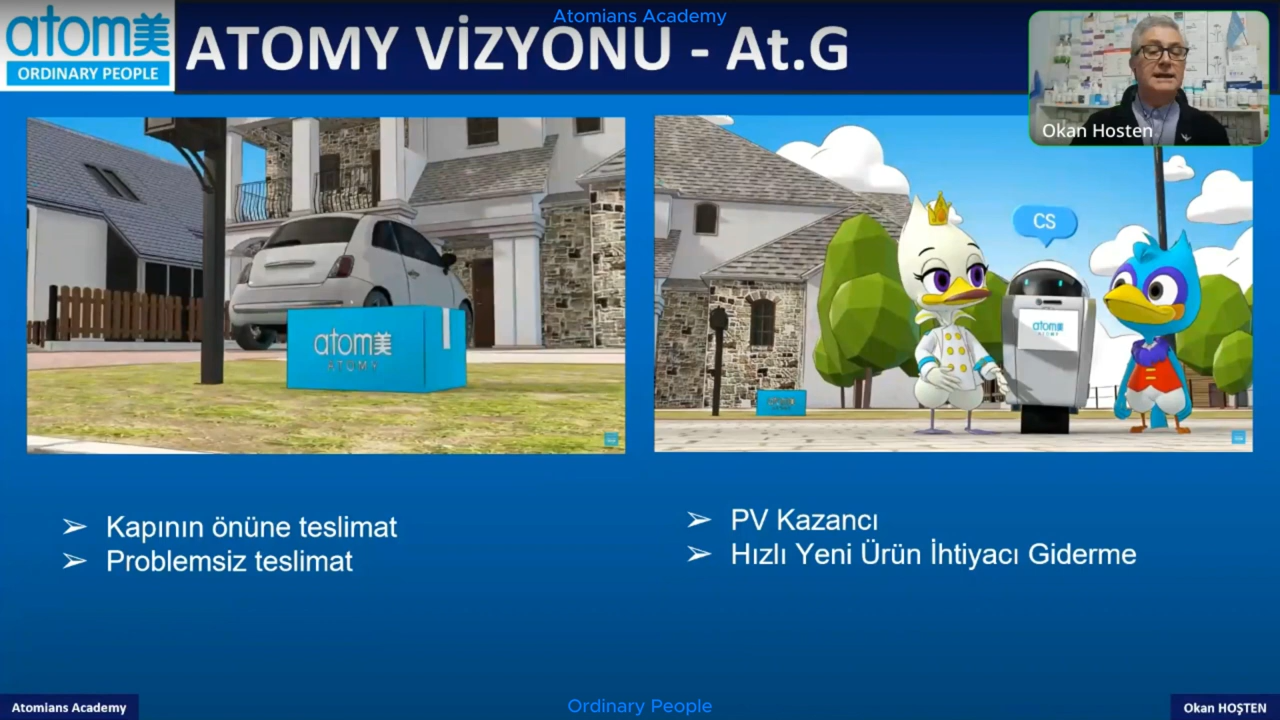 Atomians Academy
atom美
ORDINARY PEOPLE
ATOMY VİZYONU - At.G
Okan Hosten
CS
atom美
ATOMY
atom美
ATOMY
➢ Kapının önüne teslimat
➢ Problemsiz teslimat
➢ PV Kazancı
➢ Hızlı Yeni Ürün İhtiyacı Giderme
Atomians Academy
Ordinary People
Okan HOŞTEN